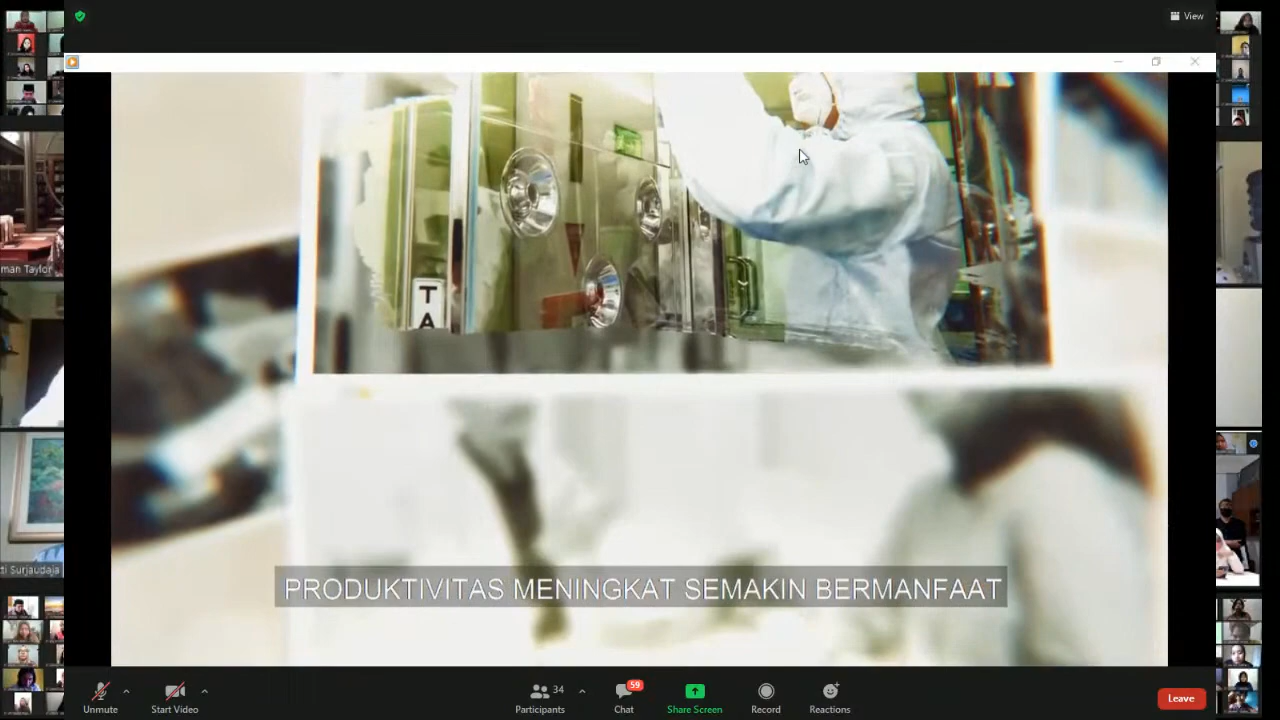 View
man Taylor
TA
ti Surjaudaja
PRODUKTIVITAS MENINGKAT SEMAKIN BERMANFAAT
Unmute
Start Video
34
Participants
59
Chat
Share Screen
Record
Reactions
Leave